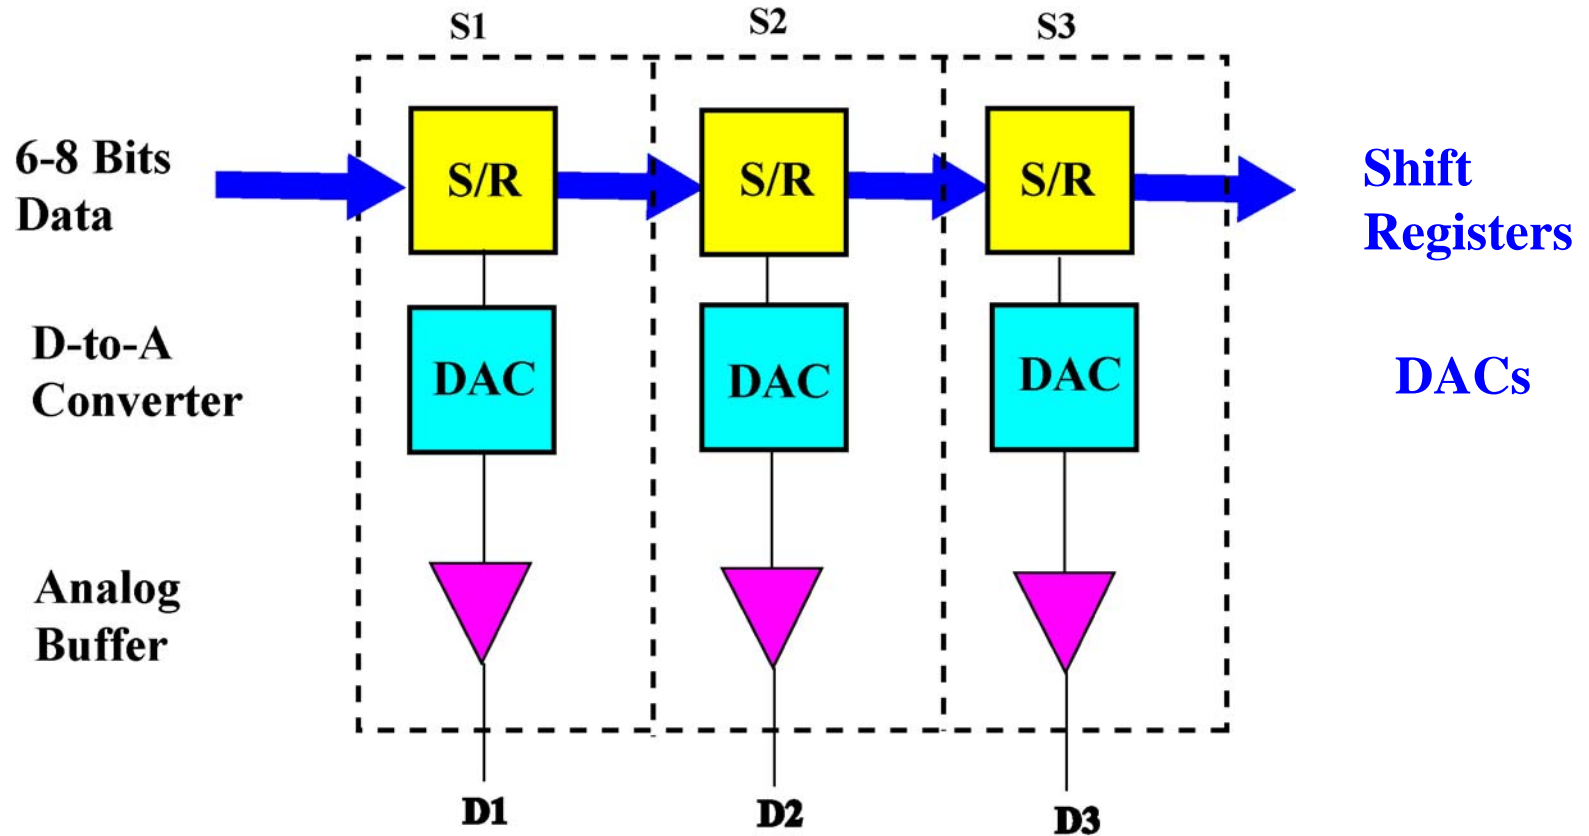 S1
S2
S3
6-8 Bits
Data
S/R
S/R
S/R
Shift
Registers
D-to-A
Converter
DAC
DAC
DAC
DACs
Analog
Buffer
D1
D2
D3